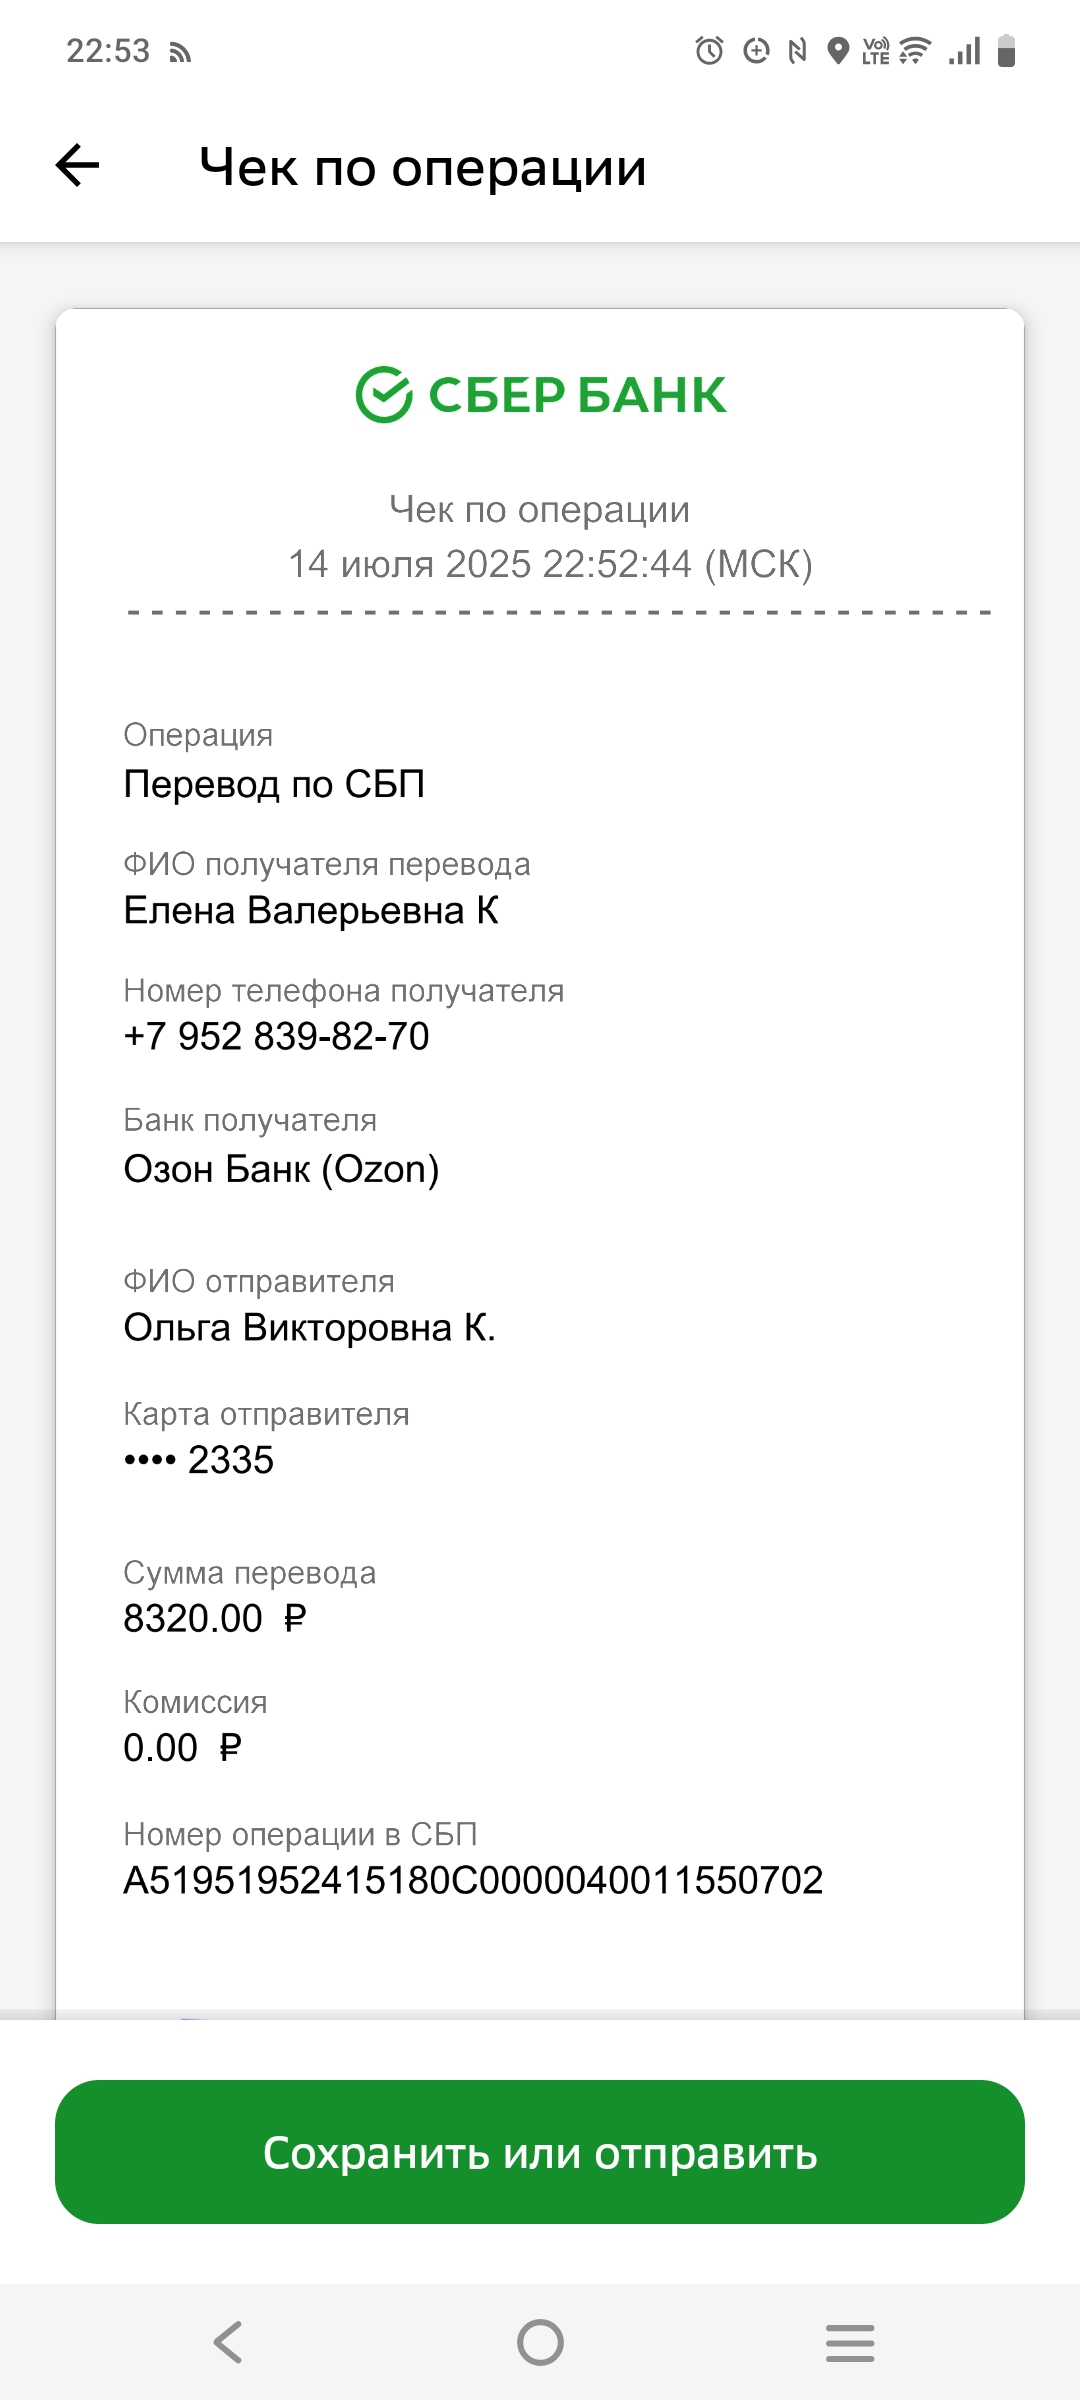 22:53
Vo)) LTE
Чек по операции
СБЕР БАНК
Чек по операции
14 июля 2025 22:52:44 (МСК)
Операция
Перевод по СБП
ФИО получателя перевода
Елена Валерьевна К
Номер телефона получателя
+7 952 839-82-70
Банк получателя
Озон Банк (Ozon)
ФИО отправителя
Ольга Викторовна К.
Карта отправителя
•••• 2335
Сумма перевода
8320.00 ₽
Комиссия
0.00 ₽
Номер операции в СБП
A51951952415180C0000040011550702
Сохранить или отправить